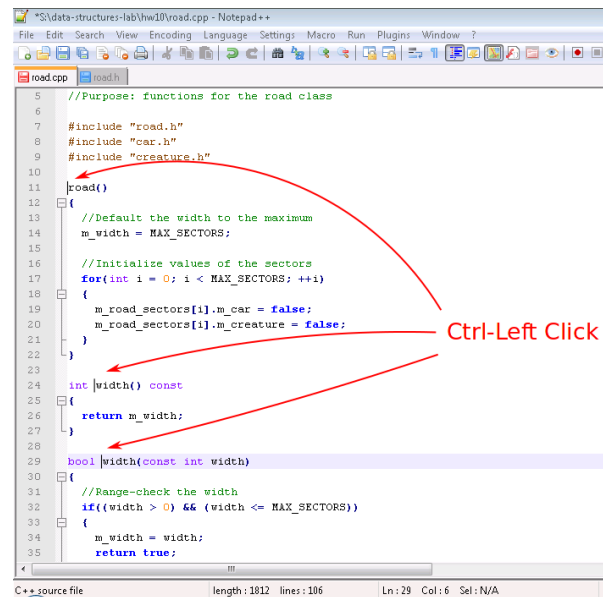 *S:\data-structures-lab\hw10\road.cpp - Notepad++
File Edit Search View Encoding Language Settings Macro Run Plugins Window ?
road.cpp road.h
5 //Purpose: functions for the road class
6
7 #include "road.h"
8 #include "car.h"
9 #include "creature.h"
10
11 road()
12 {
13 //Default the width to the maximum
14 m_width = MAX_SECTORS;
15
16 //Initialize values of the sectors
17 for(int i = 0; i < MAX_SECTORS; ++i)
18 {
19 m_road_sectors[i].m_car = false;
20 m_road_sectors[i].m_creature = false;
21 }
22 }
23
24 int width() const
25 {
26 return m_width;
27 }
28
29 bool width(const int width)
30 {
31 //Range-check the width
32 if((width > 0) && (width <= MAX_SECTORS))
33 {
34 m_width = width;
35 return true;
Ctrl-Left Click
C++ source file length : 1812 lines : 106 Ln : 29 Col : 6 Sel : N/A